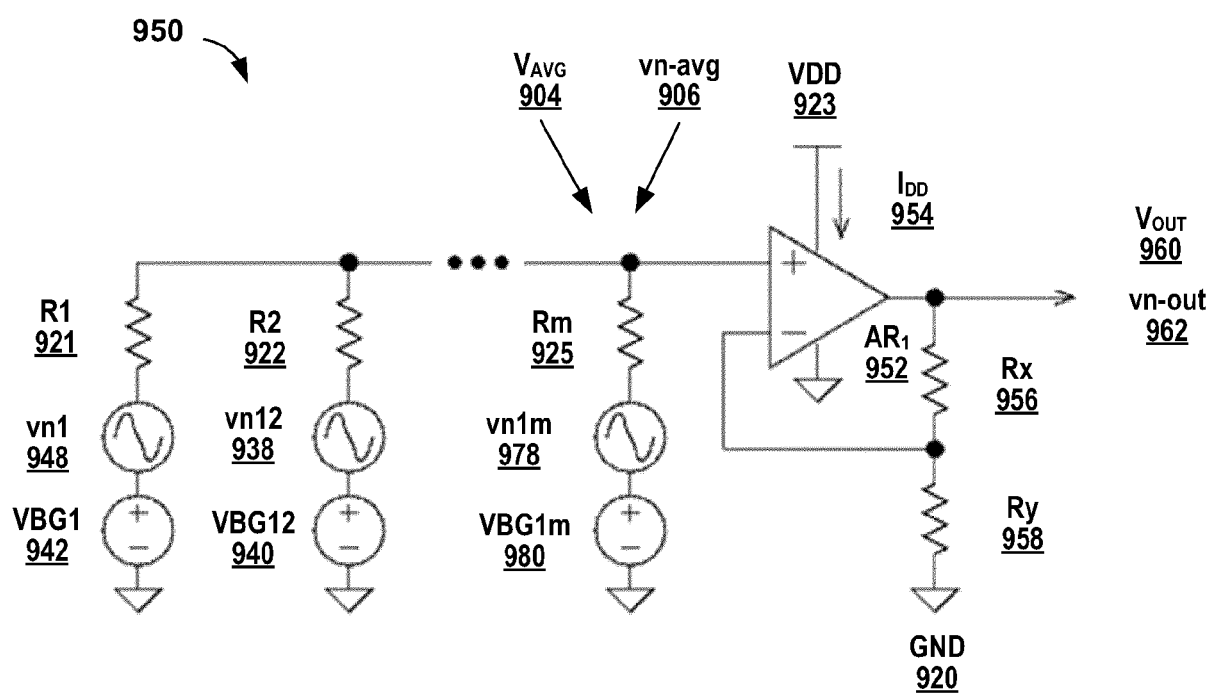 950
VAVG
904
vn-avg
906
VDD
923
IDD
954
VOUT
960
vn-out
962
R1
921
R2
922
Rm
925
+
−
AR1
952
Rx
956
vn1
948
vn12
938
vn1m
978
VBG1
942
+
−
VBG12
940
+
−
VBG1m
980
+
−
Ry
958
GND
920